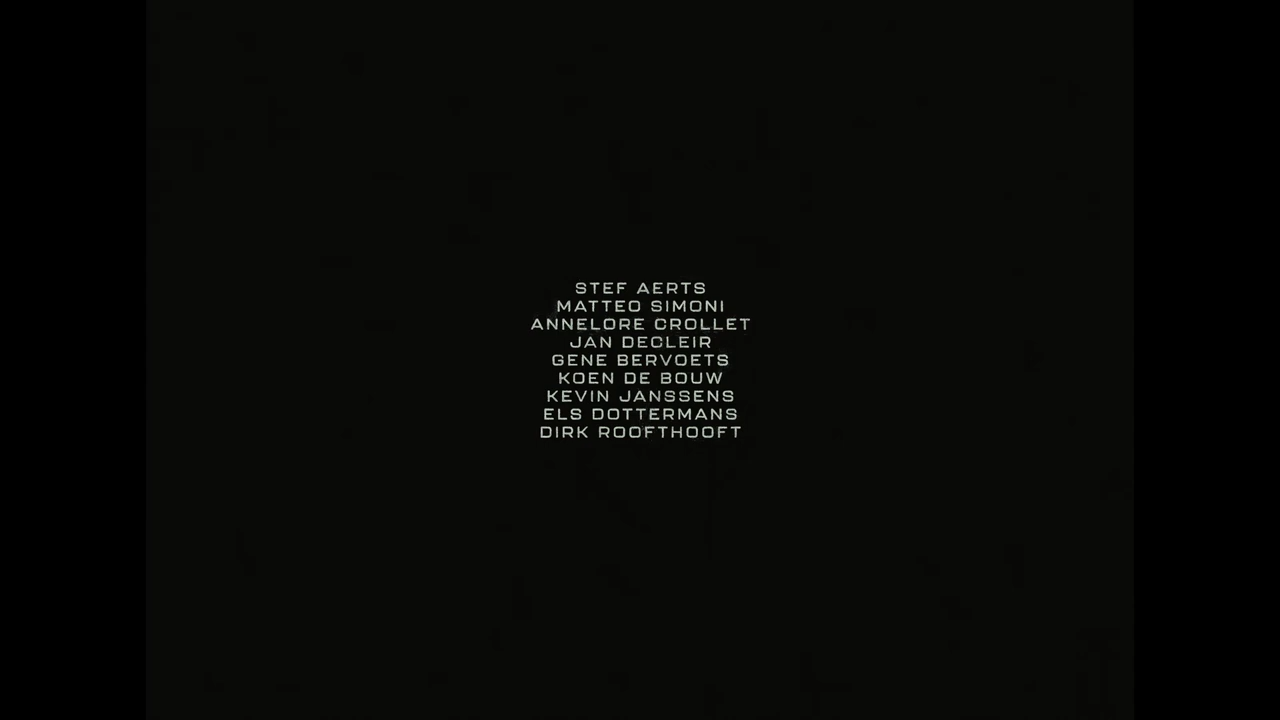 STEF AERTS
MATTEO SIMONI
ANNELORE CROLLET
JAN DECLEIR
GENE BERVOETS
KOEN DE BOUW
KEVIN JANSSENS
ELS DOTTERMANS
DIRK ROOFTHOOFT